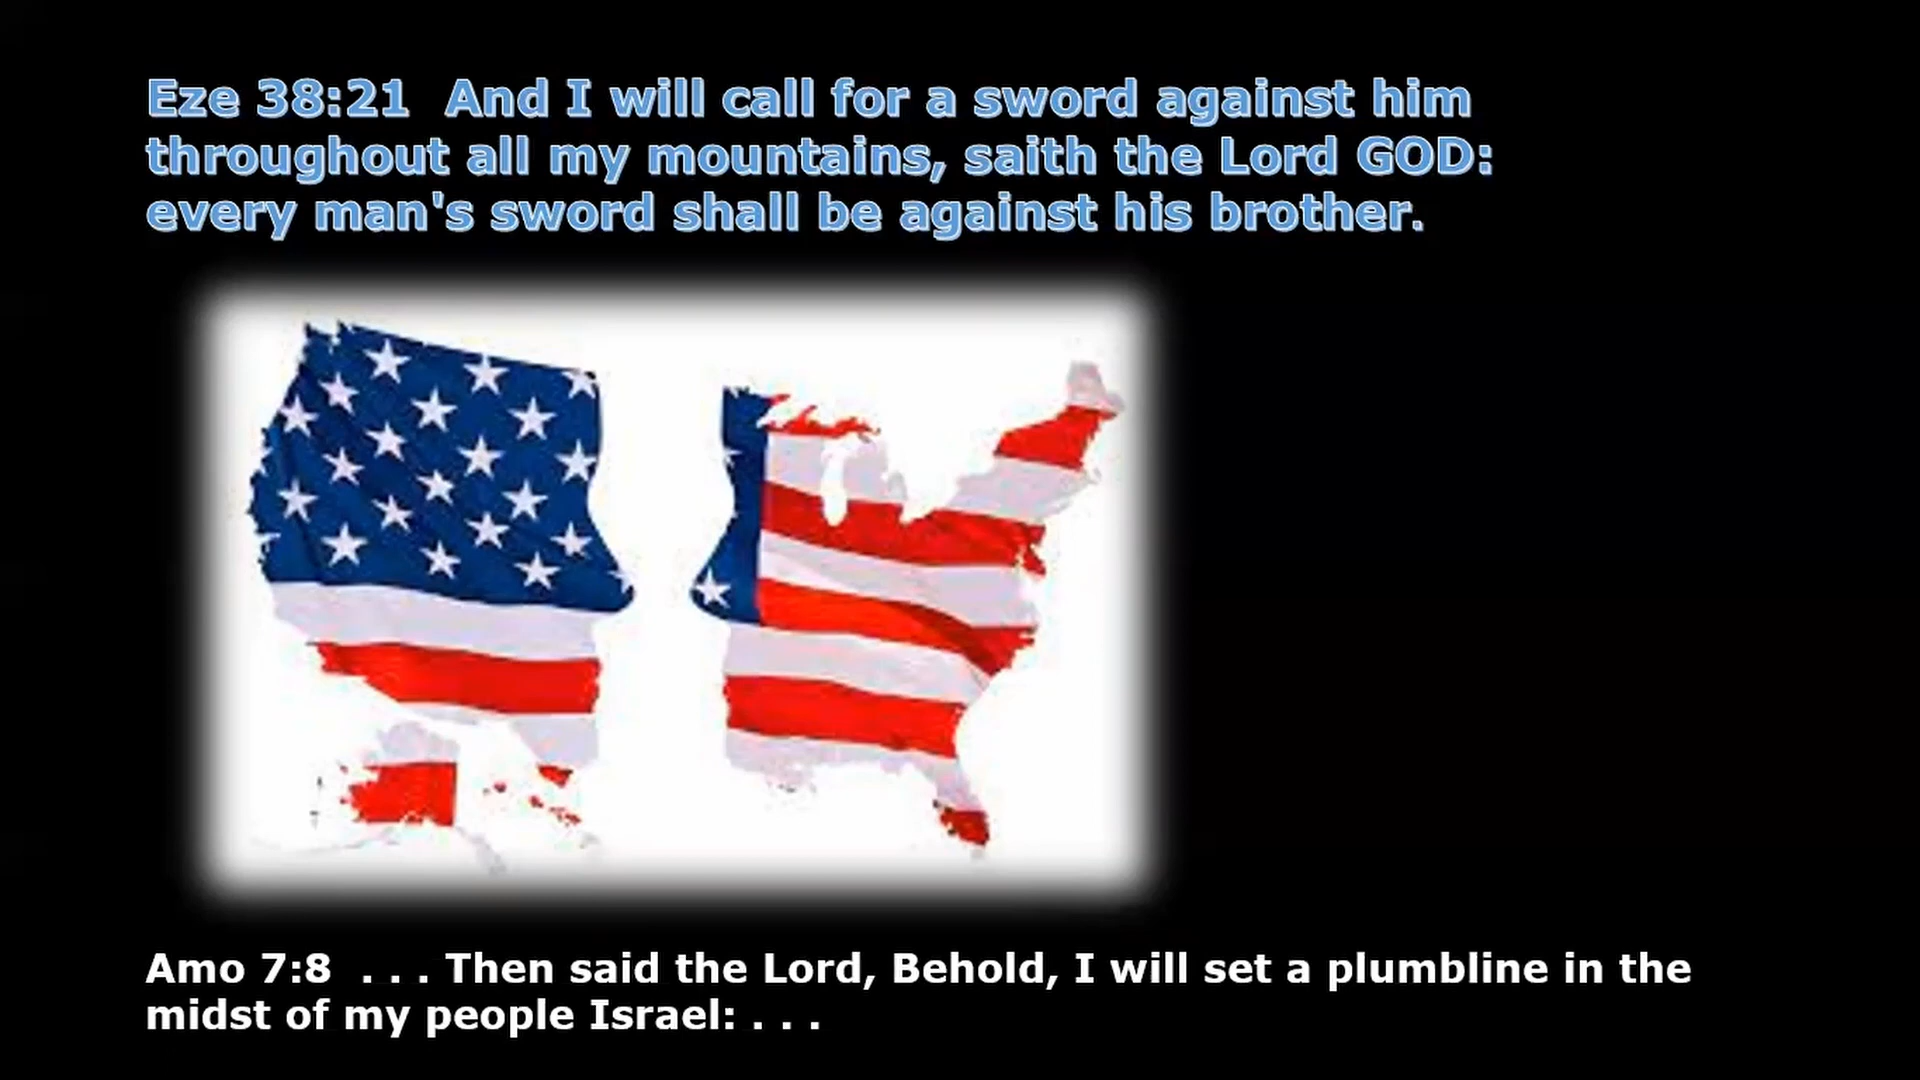 Eze 38:21  And I will call for a sword against him
throughout all my mountains, saith the Lord GOD:
every man's sword shall be against his brother.
Amo 7:8  . . . Then said the Lord, Behold, I will set a plumbline in the
midst of my people Israel: . . .